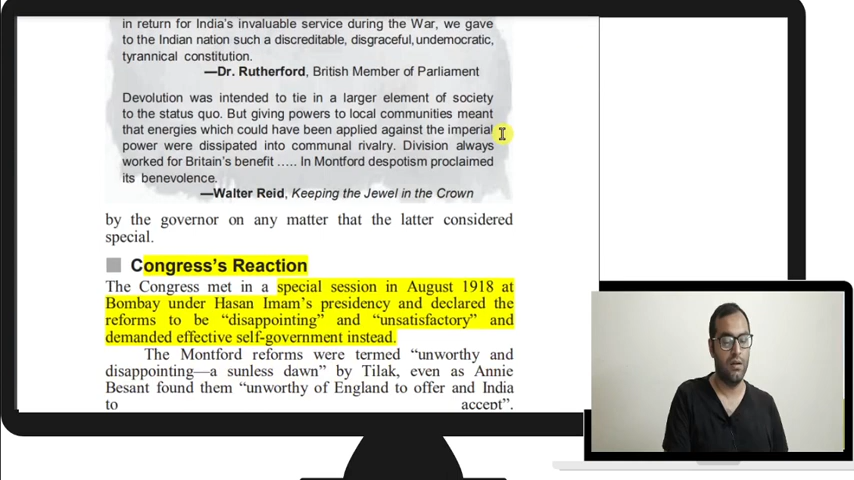 in return for India's invaluable service during the War, we gave
to the Indian nation such a discreditable, disgraceful, undemocratic,
tyrannical constitution.
—Dr. Rutherford, British Member of Parliament
Devolution was intended to tie in a larger element of society
to the status quo. But giving powers to local communities meant
that energies which could have been applied against the imperial
power were dissipated into communal rivalry. Division always
worked for Britain's benefit ..... In Montford despotism proclaimed
its benevolence.
—Walter Reid, Keeping the Jewel in the Crown
by the governor on any matter that the latter considered
special.
Congress's Reaction
The Congress met in a special session in August 1918 at
Bombay under Hasan Imam's presidency and declared the
reforms to be “disappointing” and “unsatisfactory” and
demanded effective self-government instead.
The Montford reforms were termed “unworthy and
disappointing—a sunless dawn” by Tilak, even as Annie
Besant found them “unworthy of England to offer and India
to accept”.